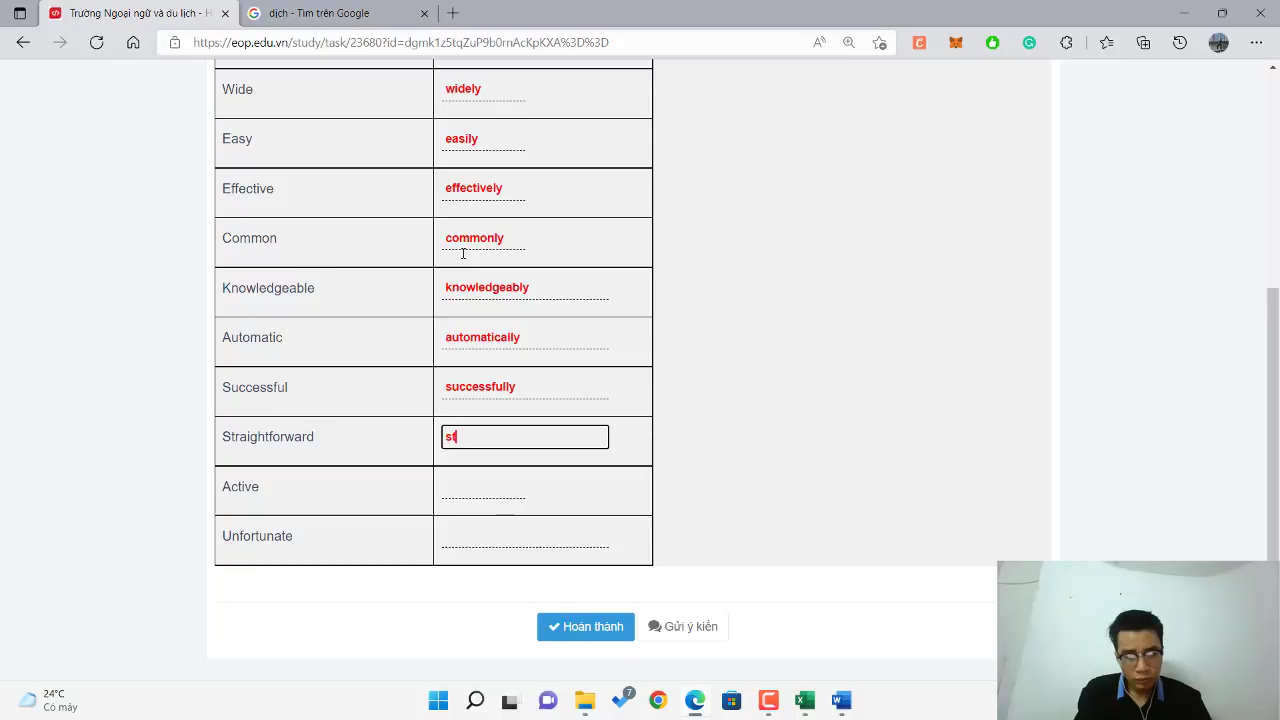 Trường Ngoại ngữ và du lịch - H
dịch - Tìm trên Google
https://eop.edu.vn/study/task/23680?id=dgmk1z5tqZuP9b0rnAcKpKXA%3D%3D
Wide widely
Easy easily
Effective effectively
Common commonly
Knowledgeable knowledgeably
Automatic automatically
Successful successfully
Straightforward st
Active
Unfortunate
Hoàn thành
Gửi ý kiến
24°C
Có mây
7